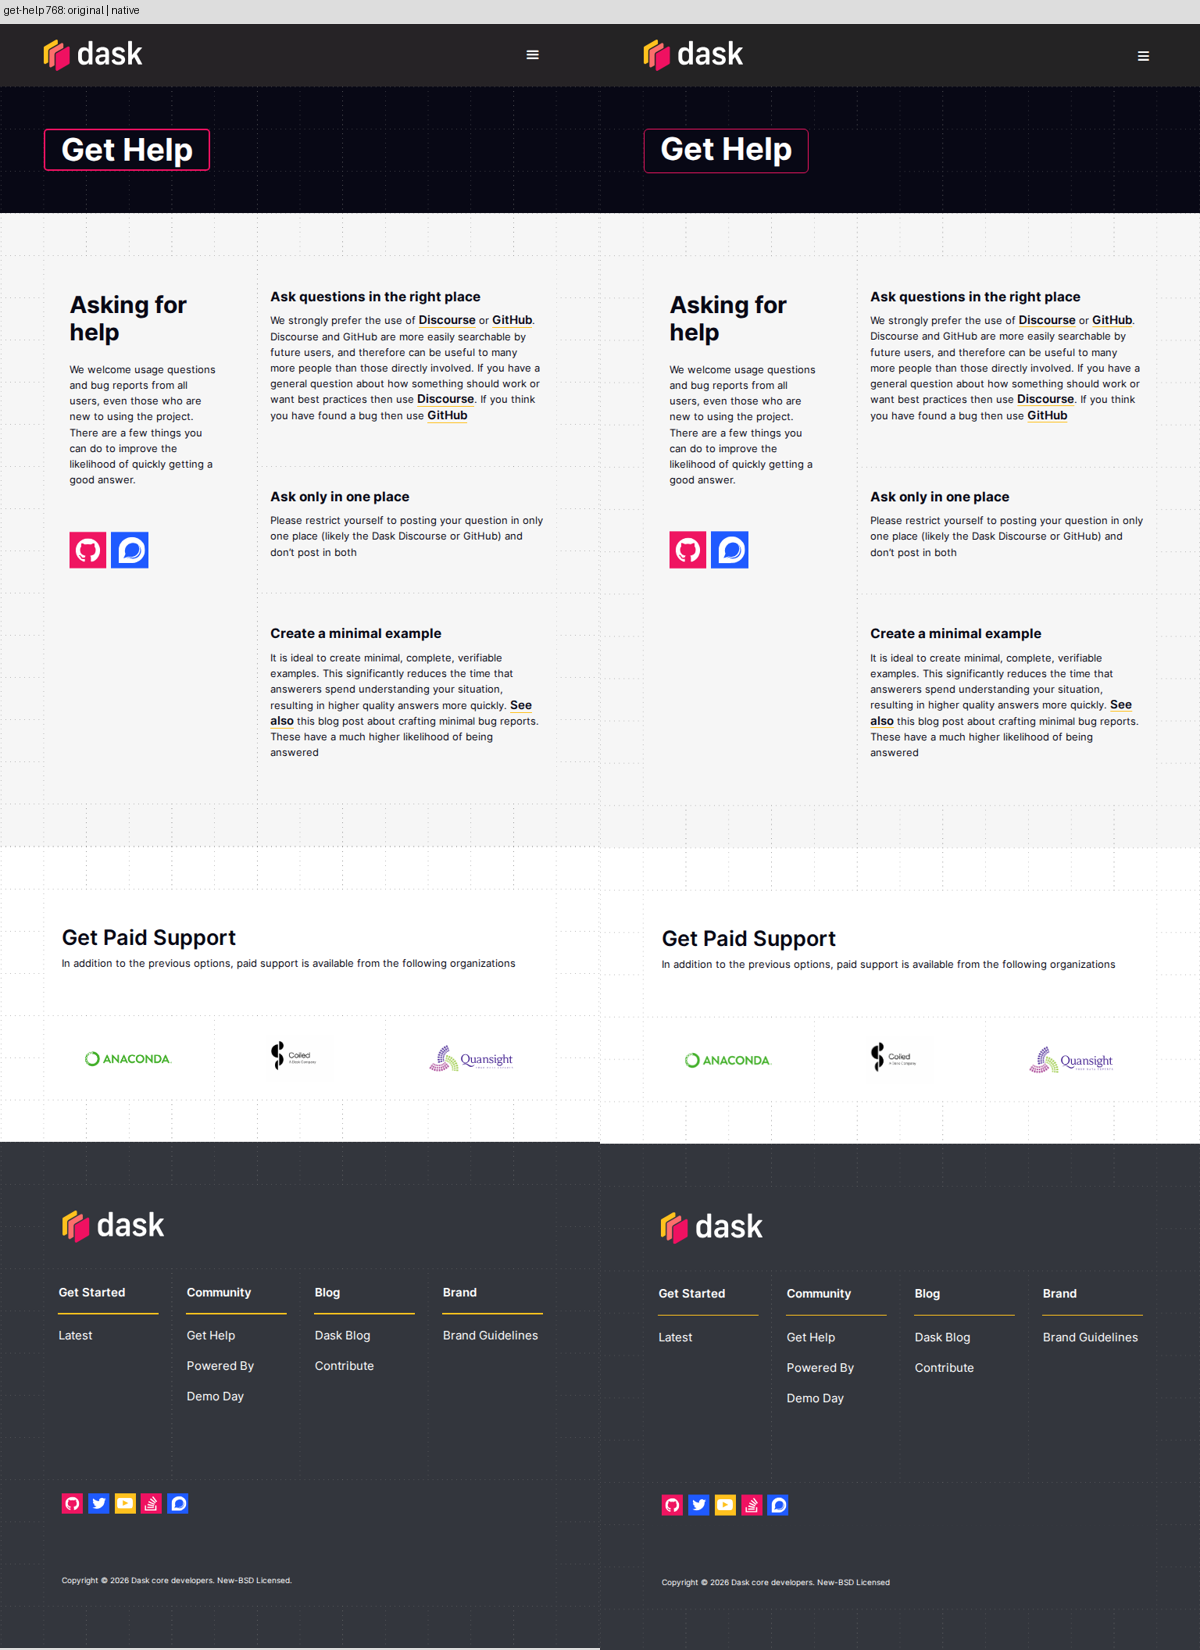 get-help 768: original | native
dask
Get Help
Asking for
help
We welcome usage questions
and bug reports from all
users, even those who are
new to using the project.
There are a few things you
can do to improve the
likelihood of quickly getting a
good answer.
Ask questions in the right place
We strongly prefer the use of Discourse or GitHub.
Discourse and GitHub are more easily searchable by
future users, and therefore can be useful to many
more people than those directly involved. If you have a
general question about how something should work or
want best practices then use Discourse. If you think
you have found a bug then use GitHub
Ask only in one place
Please restrict yourself to posting your question in only
one place (likely the Dask Discourse or GitHub) and
don't post in both
Create a minimal example
It is ideal to create minimal, complete, verifiable
examples. This significantly reduces the time that
answerers spend understanding your situation,
resulting in higher quality answers more quickly. See
also this blog post about crafting minimal bug reports.
These have a much higher likelihood of being
answered
Get Paid Support
In addition to the previous options, paid support is available from the following organizations
ANACONDA.
Coiled
Quansight
dask
Get Started
Latest
Community
Get Help
Powered By
Demo Day
Blog
Dask Blog
Contribute
Brand
Brand Guidelines
Copyright © 2026 Dask core developers. New-BSD Licensed.
dask
Get Help
Asking for
help
We welcome usage questions
and bug reports from all
users, even those who are
new to using the project.
There are a few things you
can do to improve the
likelihood of quickly getting a
good answer.
Ask questions in the right place
We strongly prefer the use of Discourse or GitHub.
Discourse and GitHub are more easily searchable by
future users, and therefore can be useful to many
more people than those directly involved. If you have a
general question about how something should work or
want best practices then use Discourse. If you think
you have found a bug then use GitHub
Ask only in one place
Please restrict yourself to posting your question in only
one place (likely the Dask Discourse or GitHub) and
don't post in both
Create a minimal example
It is ideal to create minimal, complete, verifiable
examples. This significantly reduces the time that
answerers spend understanding your situation,
resulting in higher quality answers more quickly. See
also this blog post about crafting minimal bug reports.
These have a much higher likelihood of being
answered
Get Paid Support
In addition to the previous options, paid support is available from the following organizations
ANACONDA.
Coiled
Quansight
dask
Get Started
Latest
Community
Get Help
Powered By
Demo Day
Blog
Dask Blog
Contribute
Brand
Brand Guidelines
Copyright © 2026 Dask core developers. New-BSD Licensed